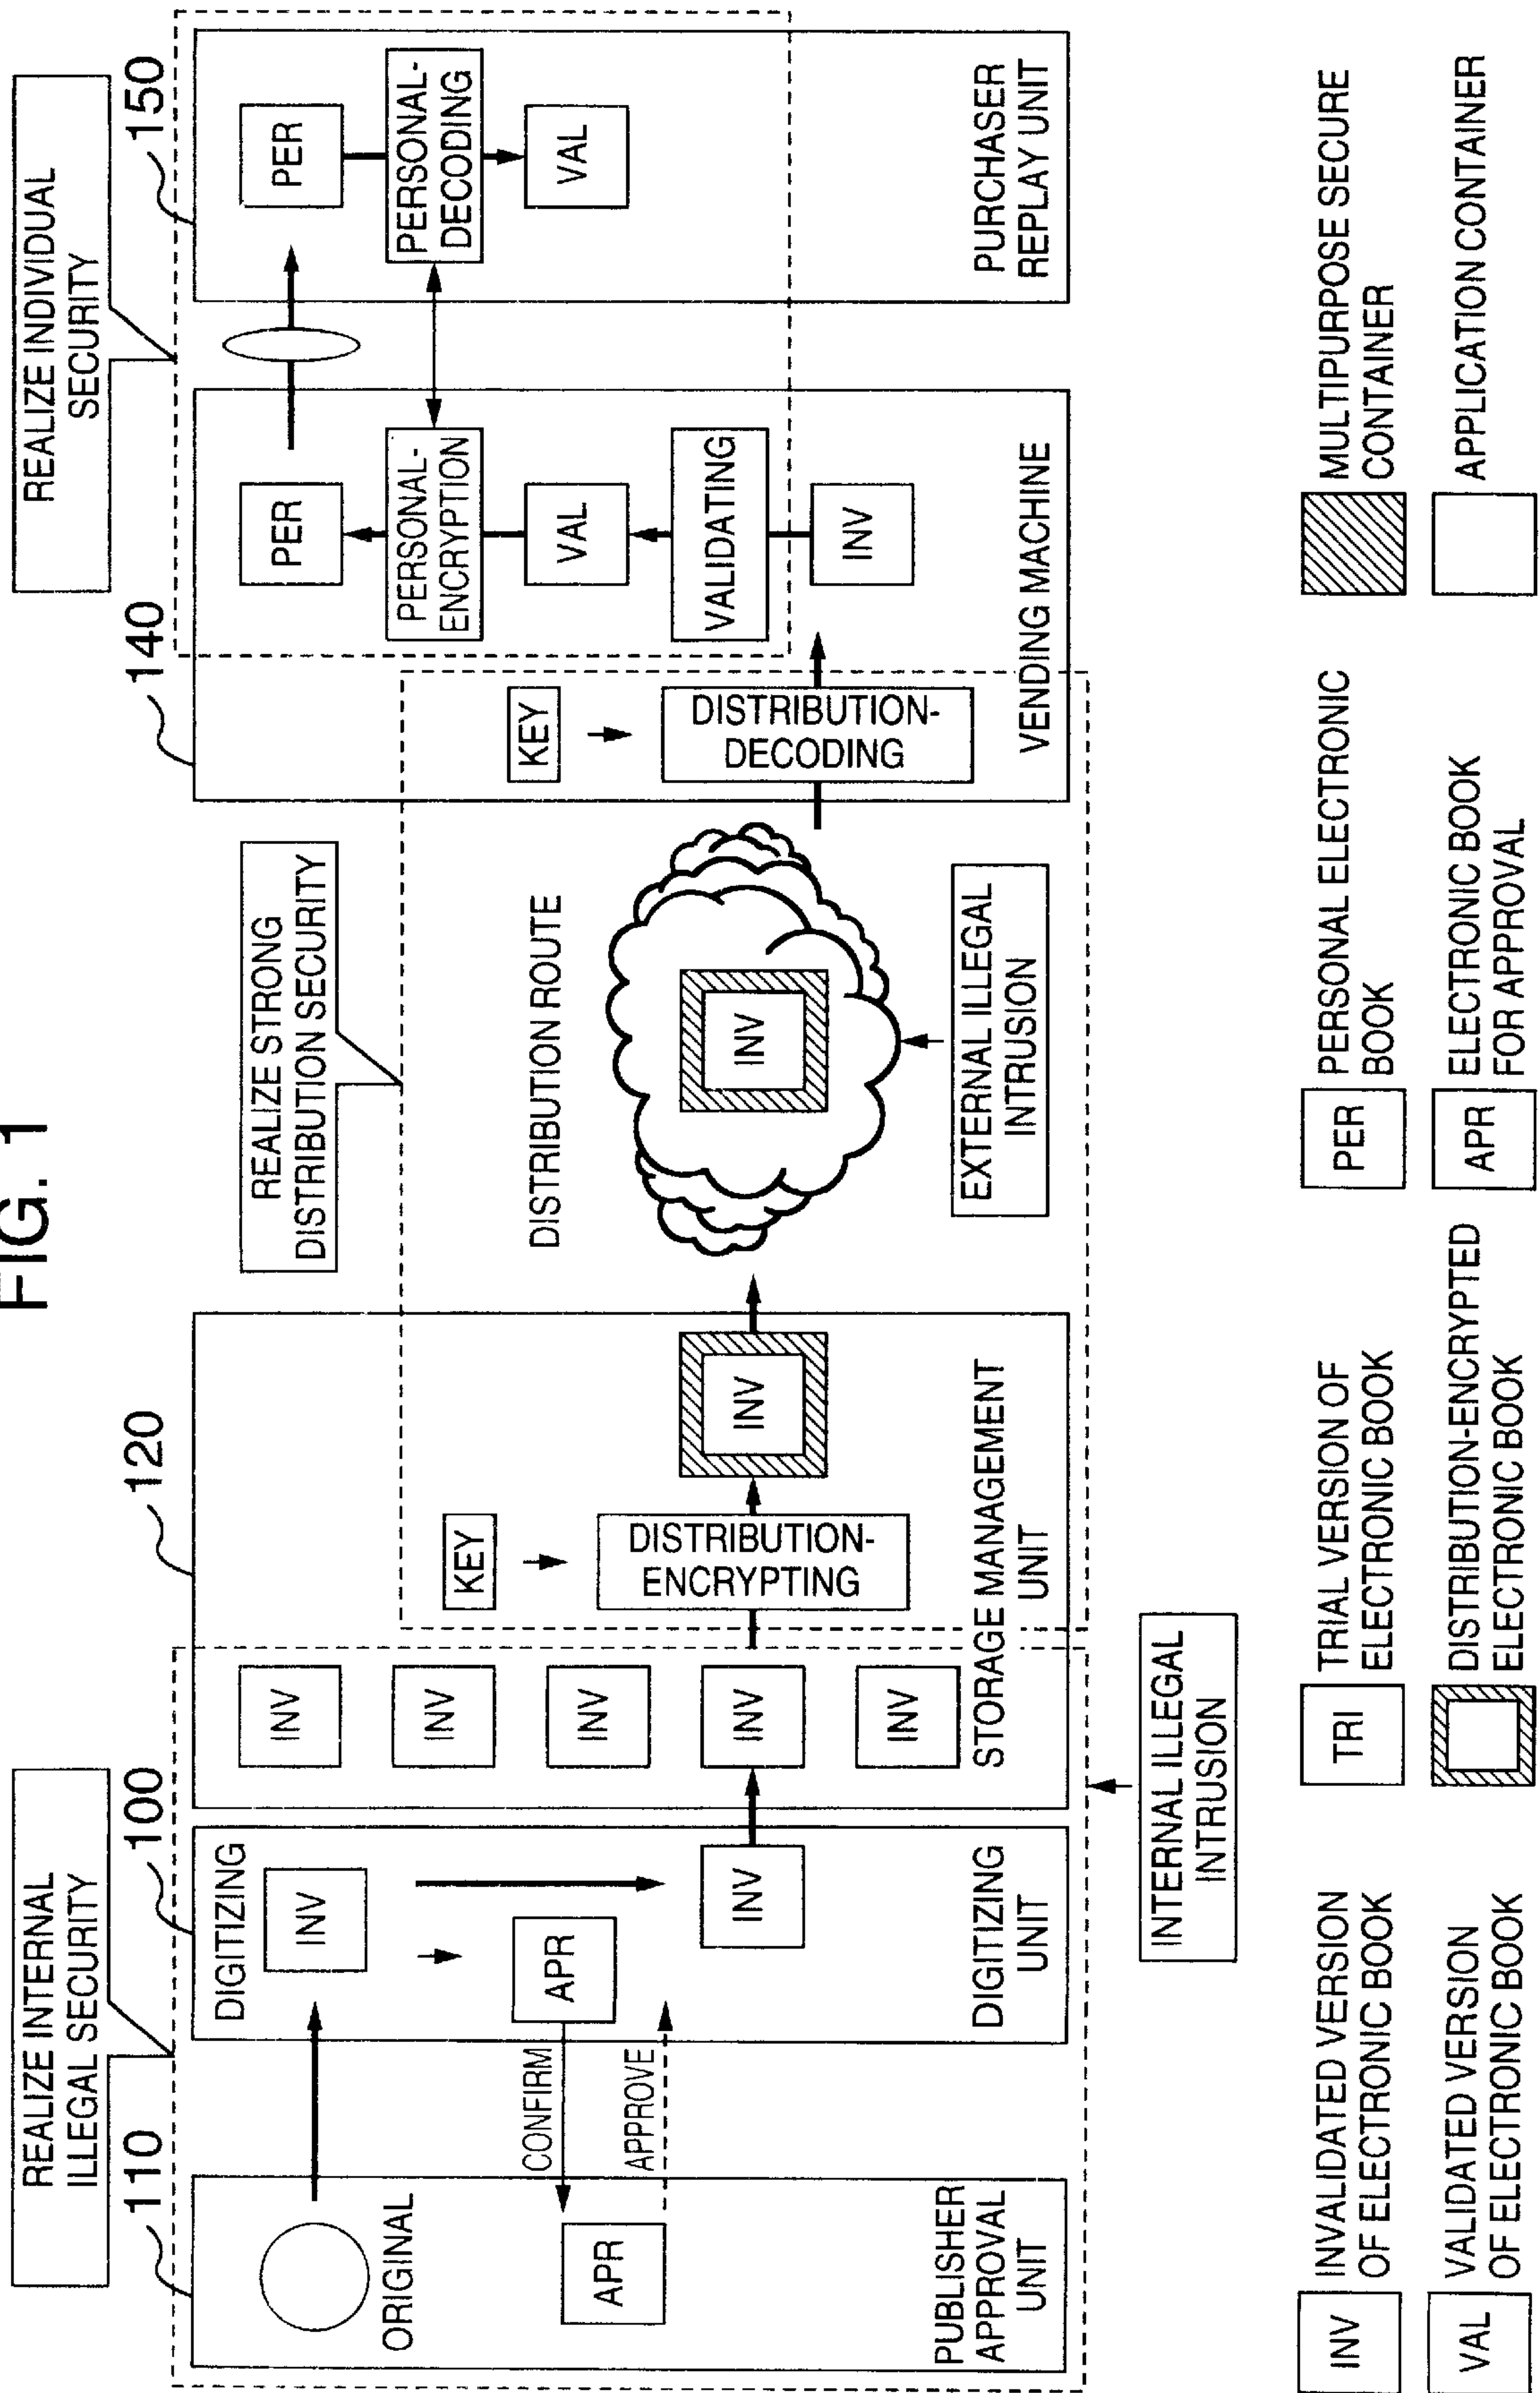 FIG. 1
REALIZE INTERNAL
ILLEGAL SECURITY
REALIZE STRONG
DISTRIBUTION SECURITY
REALIZE INDIVIDUAL
SECURITY
110
ORIGINAL
APR
PUBLISHER
APPROVAL
UNIT
CONFIRM
APPROVE
100
DIGITIZING
INV
APR
INV
DIGITIZING
UNIT
120
INV
INV
INV
INV
INV
KEY
DISTRIBUTION-
ENCRYPTING
INV
STORAGE MANAGEMENT
UNIT
INTERNAL ILLEGAL
INTRUSION
DISTRIBUTION ROUTE
INV
EXTERNAL ILLEGAL
INTRUSION
140
KEY
DISTRIBUTION-
DECODING
PER
PERSONAL-
ENCRYPTION
VAL
VALIDATING
INV
VENDING MACHINE
150
PER
PERSONAL-
DECODING
VAL
PURCHASER
REPLAY UNIT
INV
INVALIDATED VERSION
OF ELECTRONIC BOOK
TRI
TRIAL VERSION OF
ELECTRONIC BOOK
PER
PERSONAL ELECTRONIC
BOOK
MULTIPURPOSE SECURE
CONTAINER
VAL
VALIDATED VERSION
OF ELECTRONIC BOOK
DISTRIBUTION-ENCRYPTED
ELECTRONIC BOOK
APR
ELECTRONIC BOOK
FOR APPROVAL
APPLICATION CONTAINER